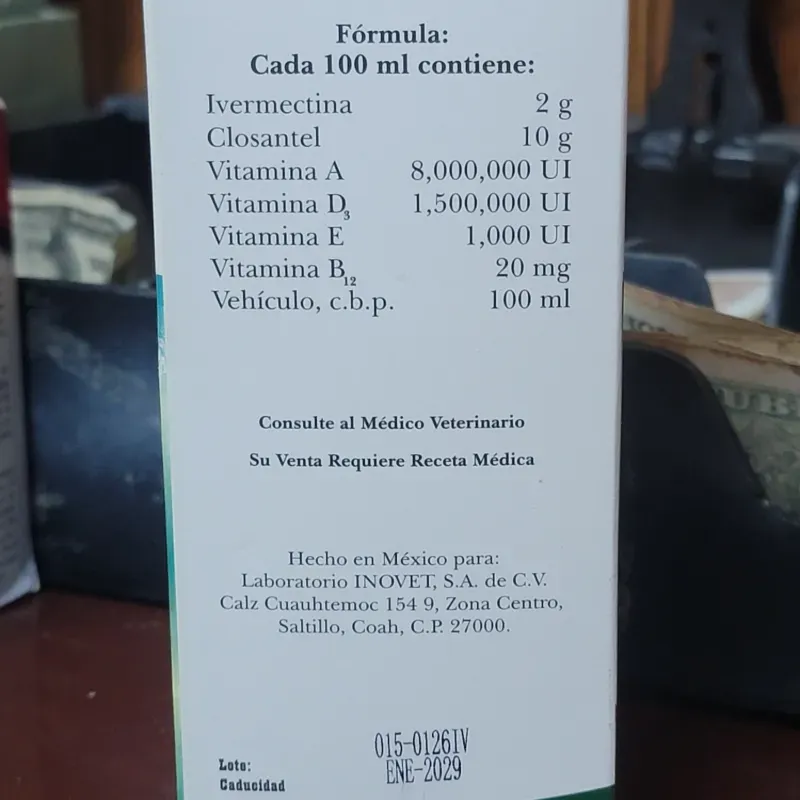 Fórmula:
Cada 100 ml contiene:
Ivermectina 2 g
Closantel 10 g
Vitamina A 8,000,000 UI
Vitamina D3 1,500,000 UI
Vitamina E 1,000 UI
Vitamina B12 20 mg
Vehículo, c.b.p. 100 ml
Consulte al Médico Veterinario
Su Venta Requiere Receta Médica
Hecho en México para:
Laboratorio INOVET, S.A. de C.V.
Calz Cuauhtemoc 154 9, Zona Centro,
Saltillo, Coah, C.P. 27000.
Lote: 015-0126IV
Caducidad ENE-2029